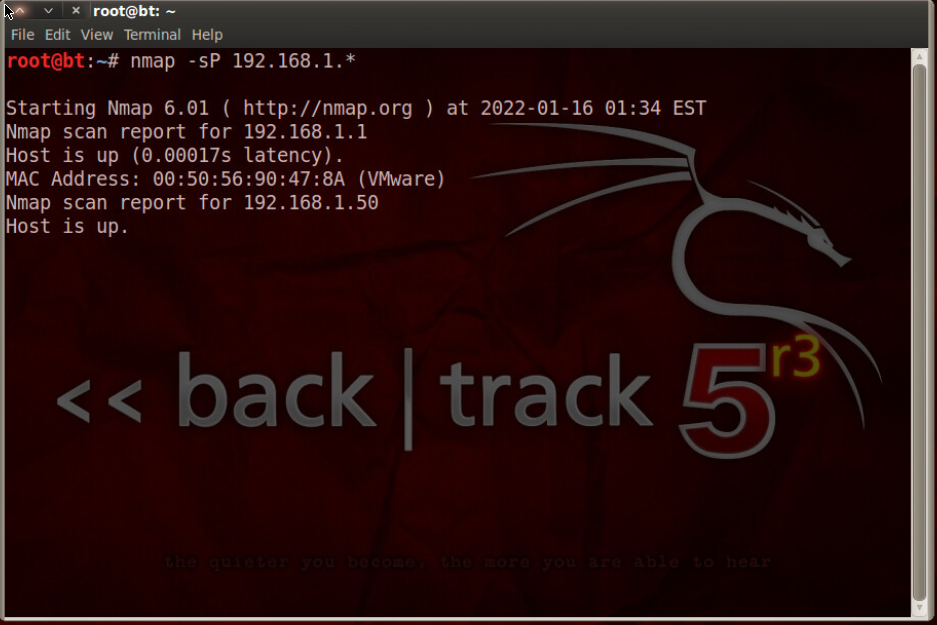 root@bt: ~
File Edit View Terminal Help
root@bt:~# nmap -sP 192.168.1.*
Starting Nmap 6.01 ( http://nmap.org ) at 2022-01-16 01:34 EST
Nmap scan report for 192.168.1.1
Host is up (0.00017s latency).
MAC Address: 00:50:56:90:47:8A (VMware)
Nmap scan report for 192.168.1.50
Host is up.
<< back | track 5 r3
the quieter you become, the more you are able to hear